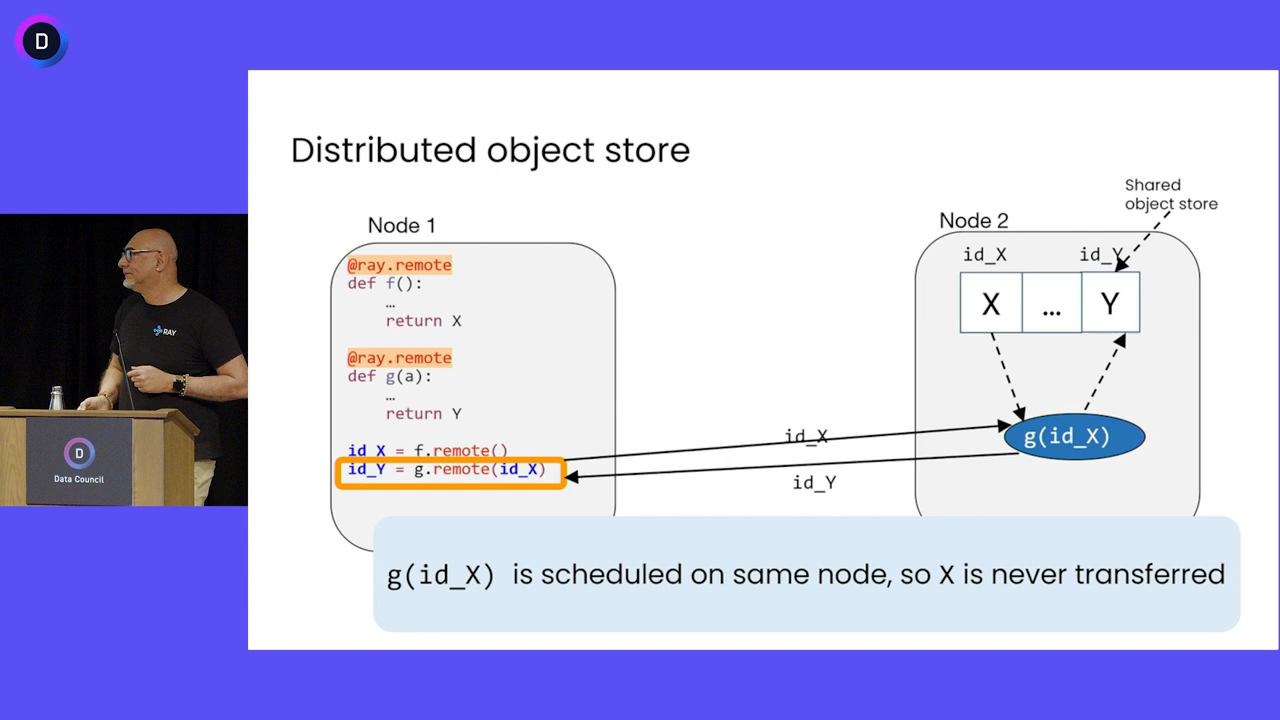 D
Distributed object store
Shared
object store
Node 1
Node 2
@ray.remote
def f():
…
return X
@ray.remote
def g(a):
…
return Y
id_X = f.remote()
id_Y = g.remote(id_X)
id_X
id_Y
id_X
id_Y
X
...
Y
g(id_X)
g(id_X) is scheduled on same node, so X is never transferred
RAY
D
Data Council